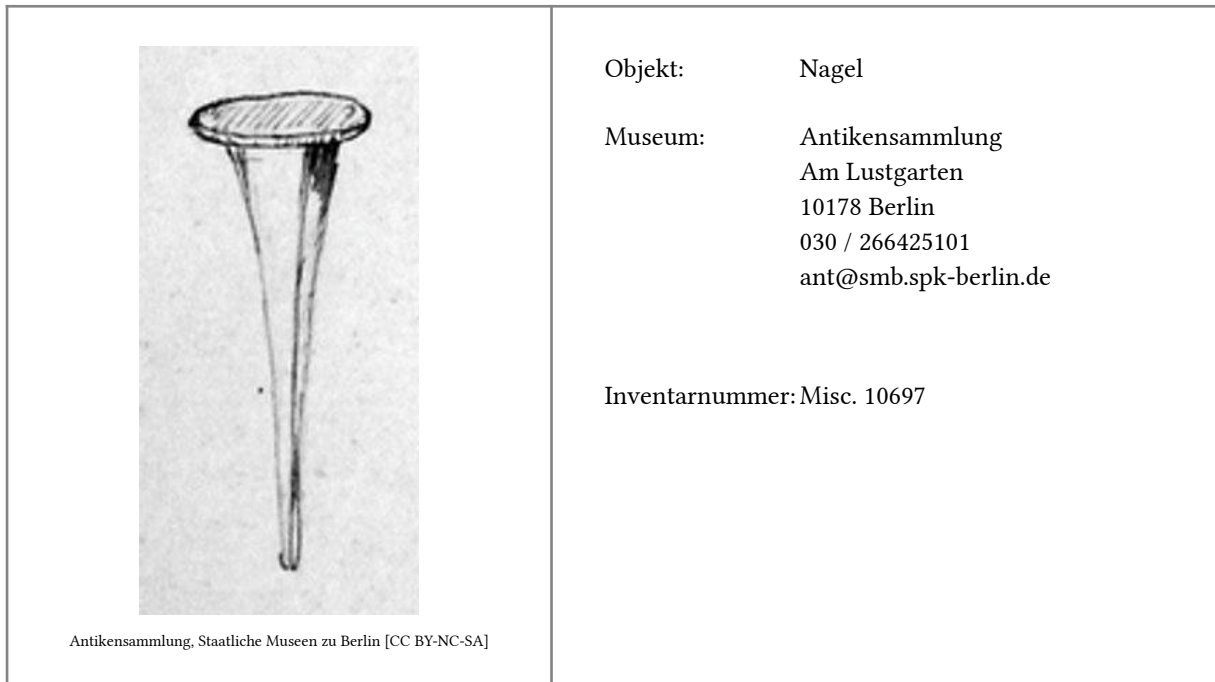 Antikensammlung, Staatliche Museen zu Berlin [CC BY-NC-SA]
Objekt: Nagel
Museum: Antikensammlung
Am Lustgarten
10178 Berlin
030 / 266425101
ant@smb.spk-berlin.de
Inventarnummer: Misc. 10697